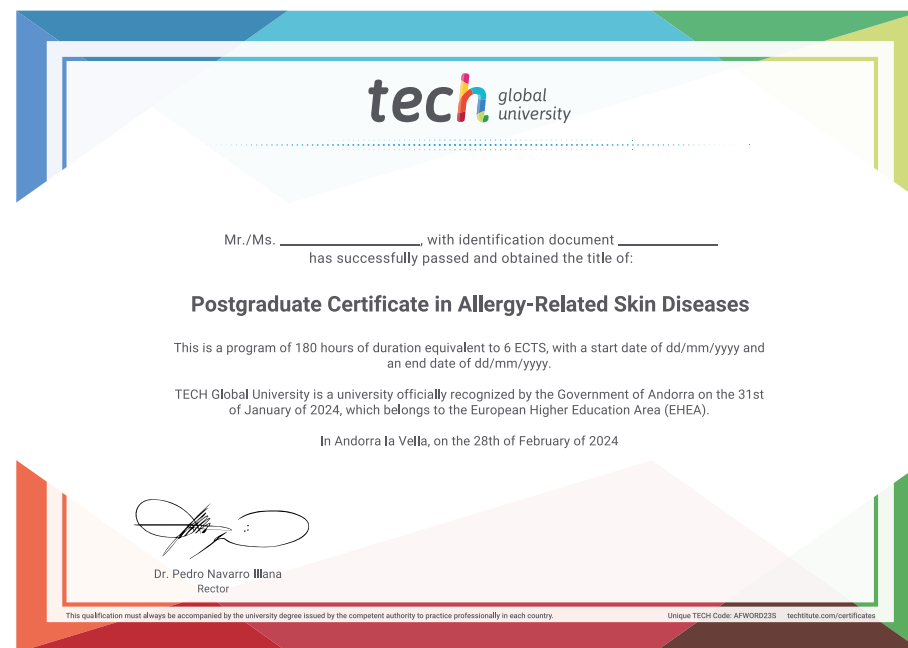 tech global university
Mr./Ms. ____________________, with identification document ______________
has successfully passed and obtained the title of:
Postgraduate Certificate in Allergy-Related Skin Diseases
This is a program of 180 hours of duration equivalent to 6 ECTS, with a start date of dd/mm/yyyy and
an end date of dd/mm/yyyy.
TECH Global University is a university officially recognized by the Government of Andorra on the 31st
of January of 2024, which belongs to the European Higher Education Area (EHEA).
In Andorra la Vella, on the 28th of February of 2024
Dr. Pedro Navarro Illana
Rector
This qualification must always be accompanied by the university degree issued by the competent authority to practice professionally in each country.
Unique TECH Code: AFWORD23S techtitute.com/certificates